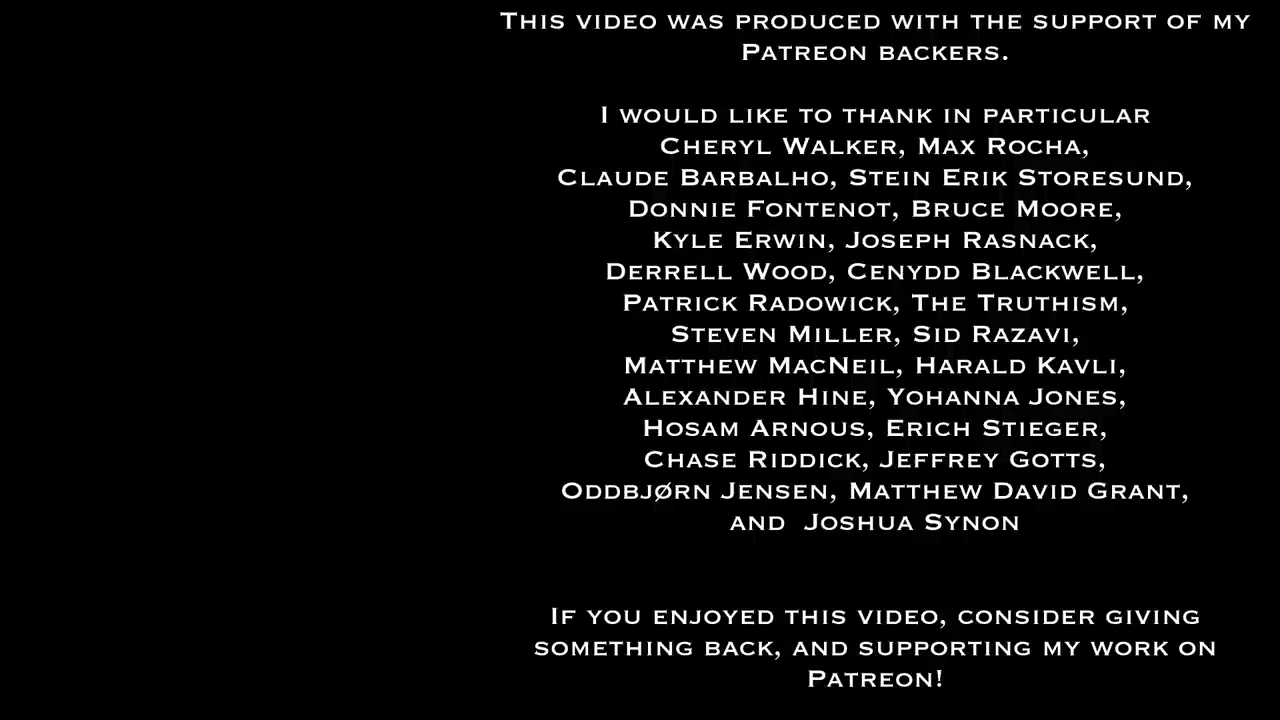 This video was produced with the support of my
Patreon backers.
I would like to thank in particular
Cheryl Walker, Max Rocha,
Claude Barbalho, Stein Erik Storesund,
Donnie Fontenot, Bruce Moore,
Kyle Erwin, Joseph Rasnack,
Derrell Wood, Cenydd Blackwell,
Patrick Radowick, The Truthism,
Steven Miller, Sid Razavi,
Matthew MacNeil, Harald Kavli,
Alexander Hine, Yohanna Jones,
Hosam Arnous, Erich Stieger,
Chase Riddick, Jeffrey Gotts,
Oddbjørn Jensen, Matthew David Grant,
and Joshua Synon
If you enjoyed this video, consider giving
something back, and supporting my work on
Patreon!